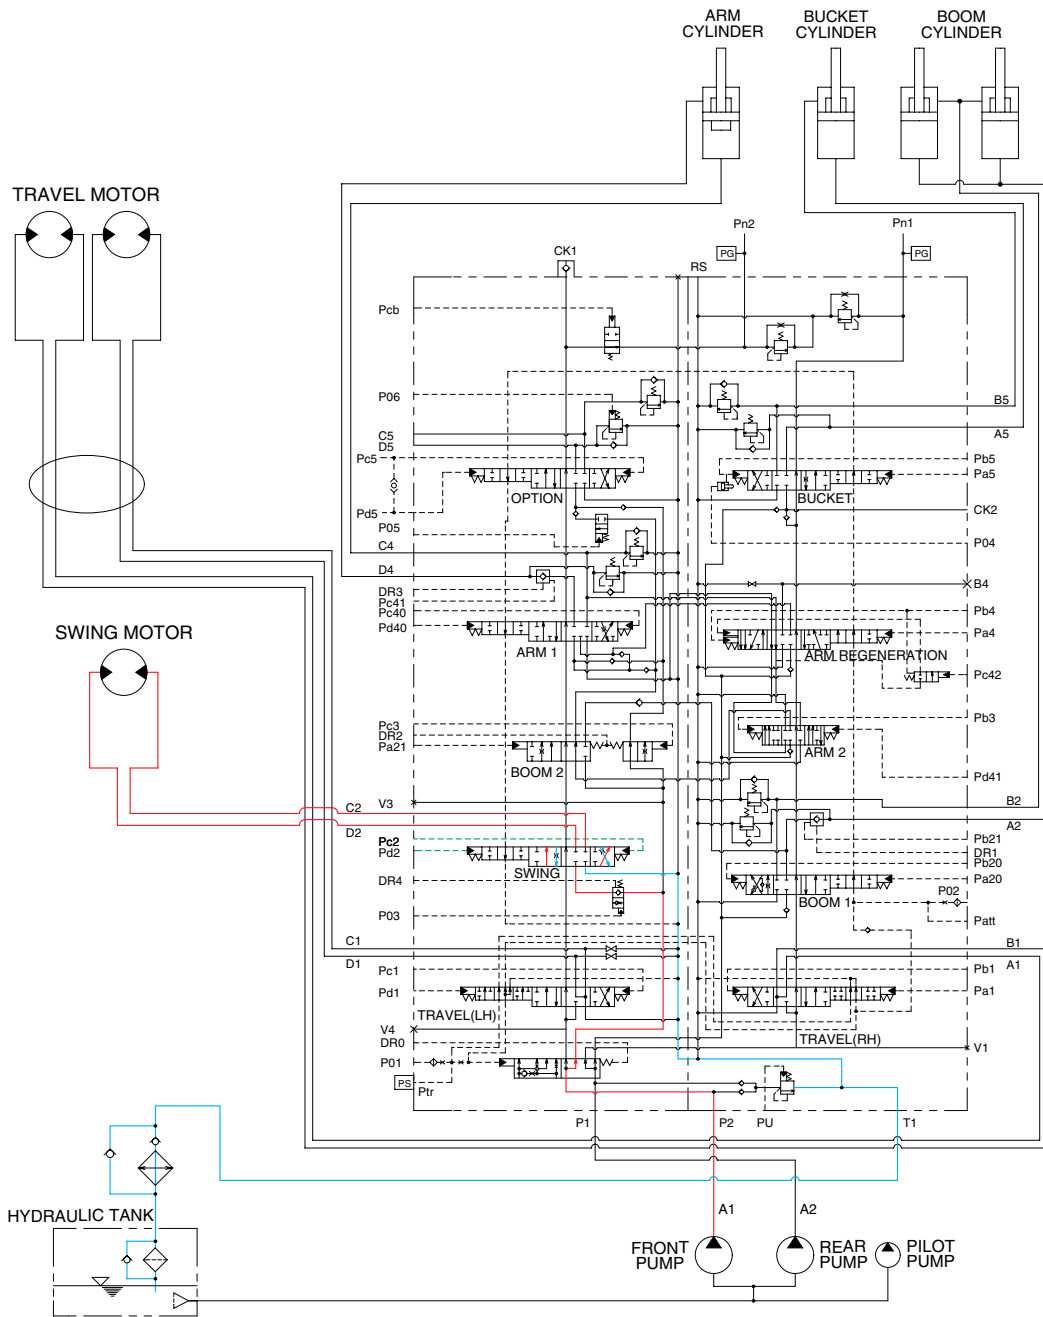 ARM
CYLINDER
BUCKET
CYLINDER
BOOM
CYLINDER
TRAVEL MOTOR
Pn2
Pn1
PG
PG
CK1
RS
Pcb
P06
C5
D5
Pc5
Pd5
P05
C4
D4
DR3
Pc41
Pc40
Pd40
OPTION
BUCKET
B5
A5
Pb5
Pa5
CK2
P04
B4
Pb4
Pa4
Pc42
Pb3
Pd41
B2
A2
Pb21
DR1
Pb20
Pa20
P02
Patt
B1
A1
Pb1
Pa1
V1
SWING MOTOR
ARM 1
ARM REGENERATION
Pc3
DR2
Pa21
BOOM 2
ARM 2
C2
V3
D2
Pc2
Pd2
SWING
DR4
P03
BOOM 1
C1
D1
Pc1
Pd1
TRAVEL(LH)
TRAVEL(RH)
V4
DR0
P01
PS
Ptr
P1
P2
PU
T1
HYDRAULIC TANK
A1
A2
FRONT
PUMP
REAR
PUMP
PILOT
PUMP